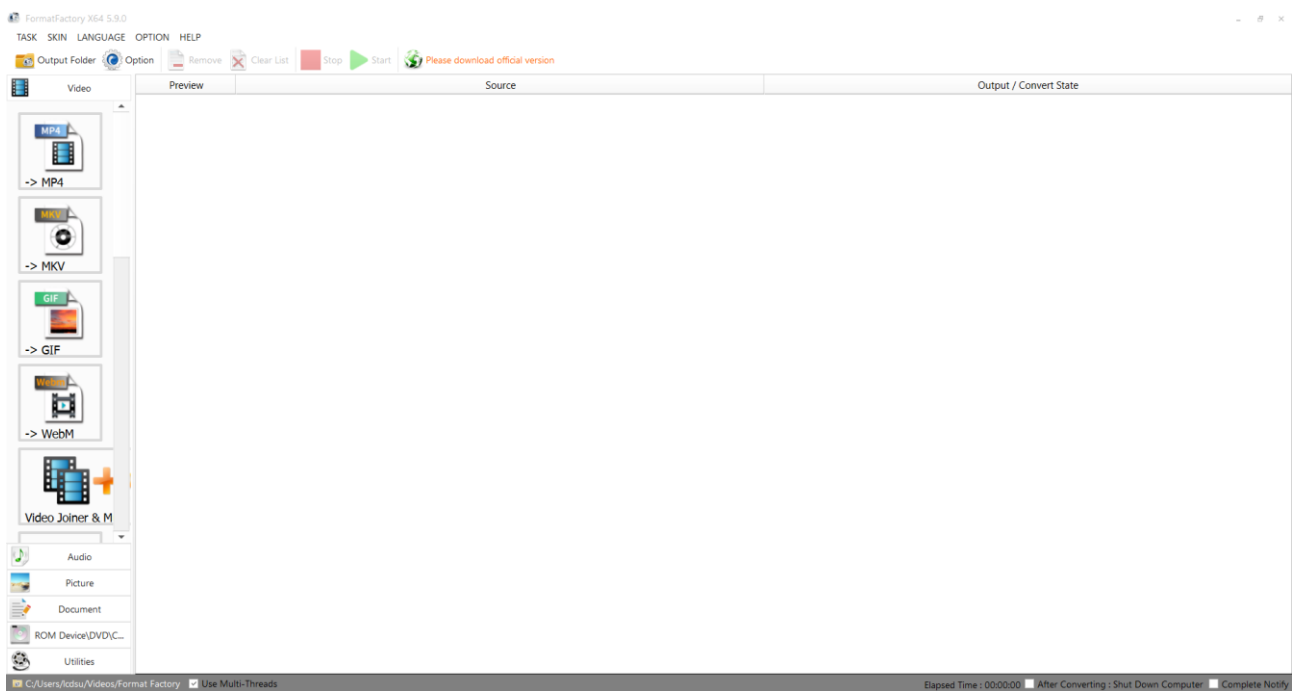 FormatFactory X64 5.9.0
TASK SKIN LANGUAGE OPTION HELP
Output Folder Option Remove Clear List Stop Start Please download official version
Video Preview Source Output / Convert State
MP4
-> MP4
MKV
-> MKV
GIF
-> GIF
WebM
-> WebM
Video Joiner & M
Audio
Picture
Document
ROM Device\DVD\C...
Utilities
C:/Users/lcdsu/Videos/Format Factory Use Multi-Threads Elapsed Time : 00:00:00 After Converting : Shut Down Computer Complete Notify